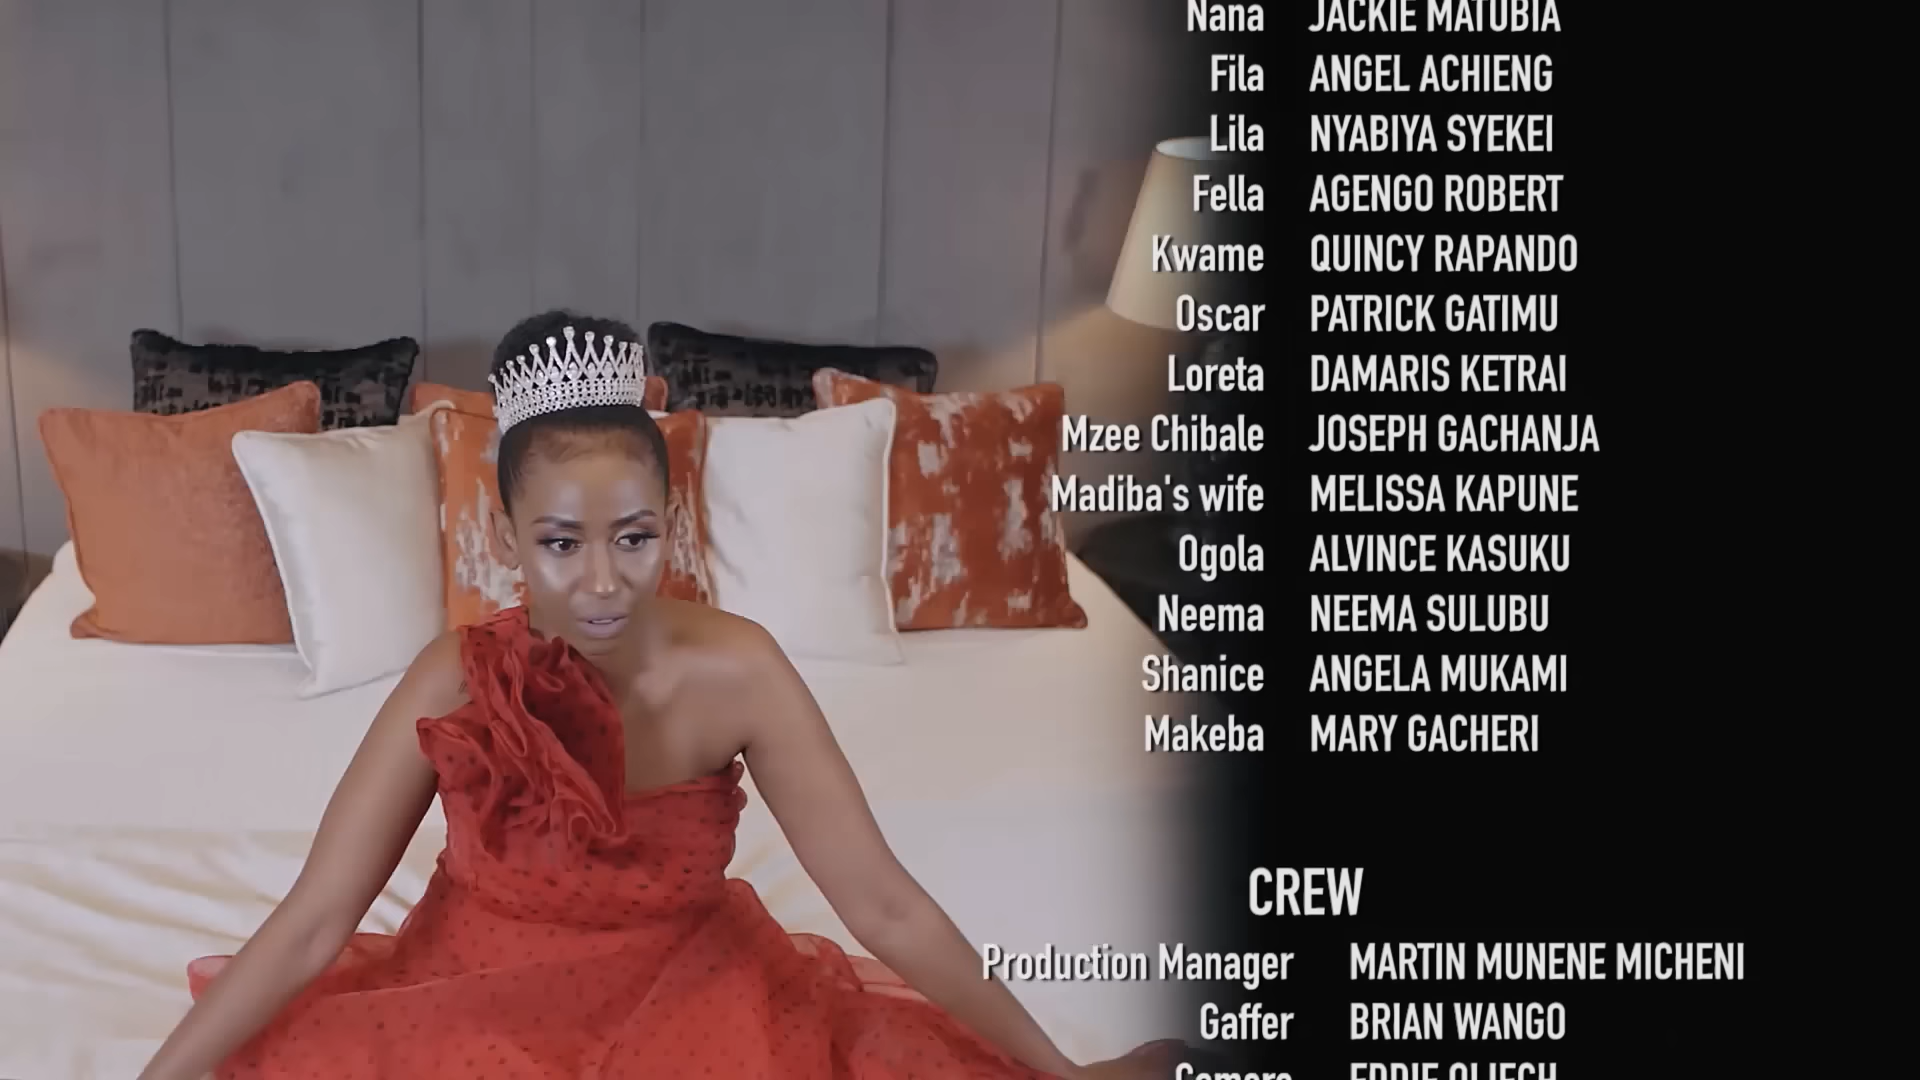 Nana JACKIE MATUBIA
Fila ANGEL ACHIENG
Lila NYABIYA SYEKEI
Fella AGENGO ROBERT
Kwame QUINCY RAPANDO
Oscar PATRICK GATIMU
Loreta DAMARIS KETRAI
Mzee Chibale JOSEPH GACHANJA
Madiba's wife MELISSA KAPUNE
Ogola ALVINCE KASUKU
Neema NEEMA SULUBU
Shanice ANGELA MUKAMI
Makeba MARY GACHERI
CREW
Production Manager MARTIN MUNENE MICHENI
Gaffer BRIAN WANGO